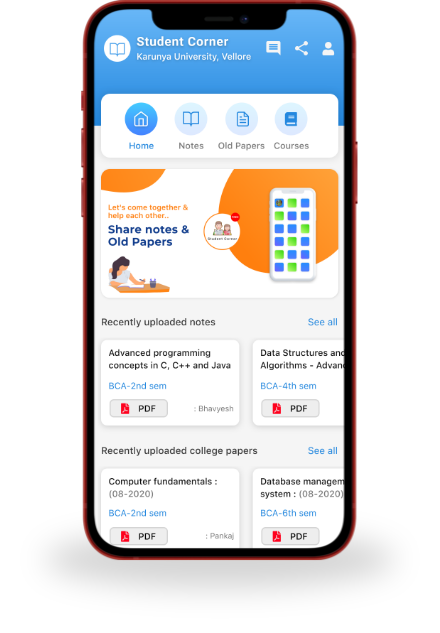 Student Corner
Karunya University, Vellore
Home
Notes
Old Papers
Courses
Let's come together &
help each other..
Share notes &
Old Papers
Student Corner
Recently uploaded notes
See all
Advanced programming
concepts in C, C++ and Java
BCA-2nd sem
PDF
: Bhavyesh
Data Structures and
Algorithms - Advan
BCA-4th sem
PDF
Recently uploaded college papers
See all
Computer fundamentals :
(08-2020)
BCA-2nd sem
PDF
: Pankaj
Database managem
system : (08-2020)
BCA-6th sem
PDF